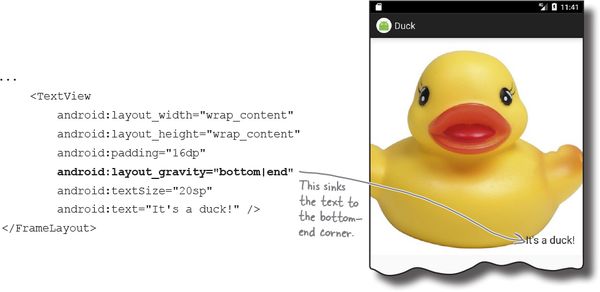 ...
<TextView
android:layout_width="wrap_content"
android:layout_height="wrap_content"
android:padding="16dp"
android:layout_gravity="bottom|end"
android:textSize="20sp"
android:text="It's a duck!" />
</FrameLayout>
This sinks
the text to
the bottom-
end corner.
11:41
Duck
It's a duck!